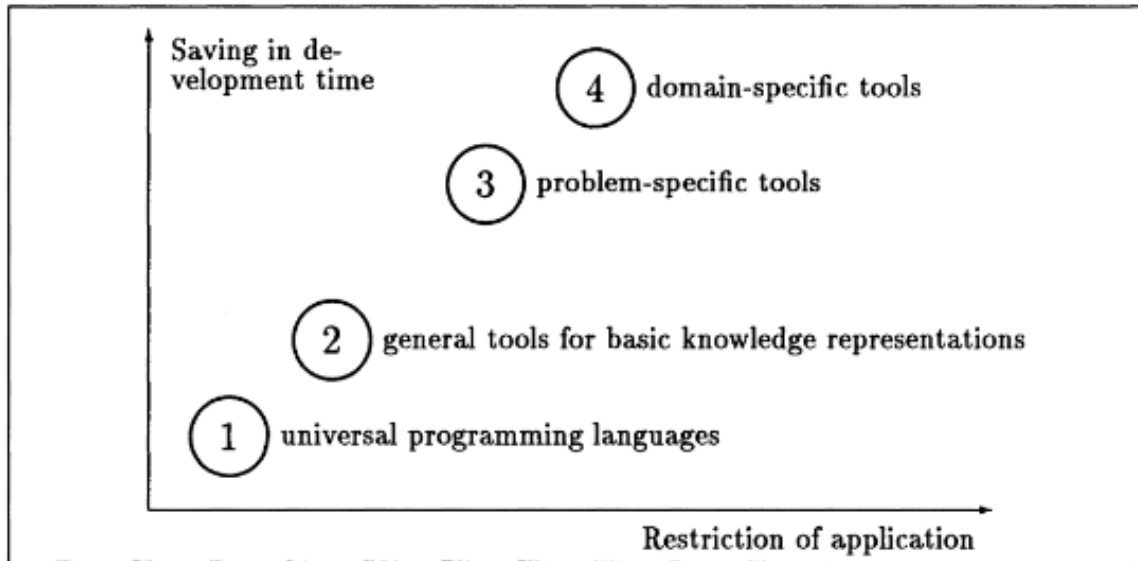 Saving in de-
velopment time
4 domain-specific tools
3 problem-specific tools
2 general tools for basic knowledge representations
1 universal programming languages
Restriction of application